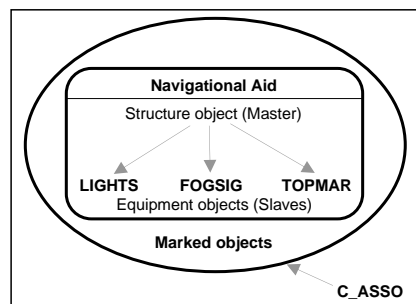 Navigational Aid
Structure object (Master)
LIGHTS FOGSIG TOPMAR
Equipment objects (Slaves)
Marked objects
C_ASSO